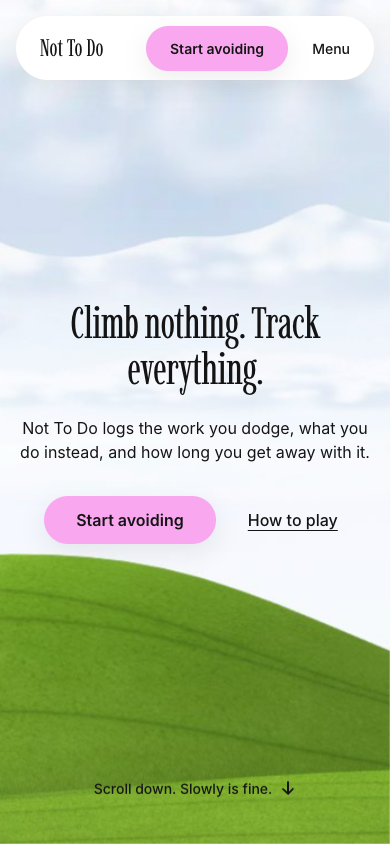 Not To Do
Start avoiding
Menu
Climb nothing. Track
everything.
Not To Do logs the work you dodge, what you
do instead, and how long you get away with it.
Start avoiding
How to play
Scroll down. Slowly is fine.